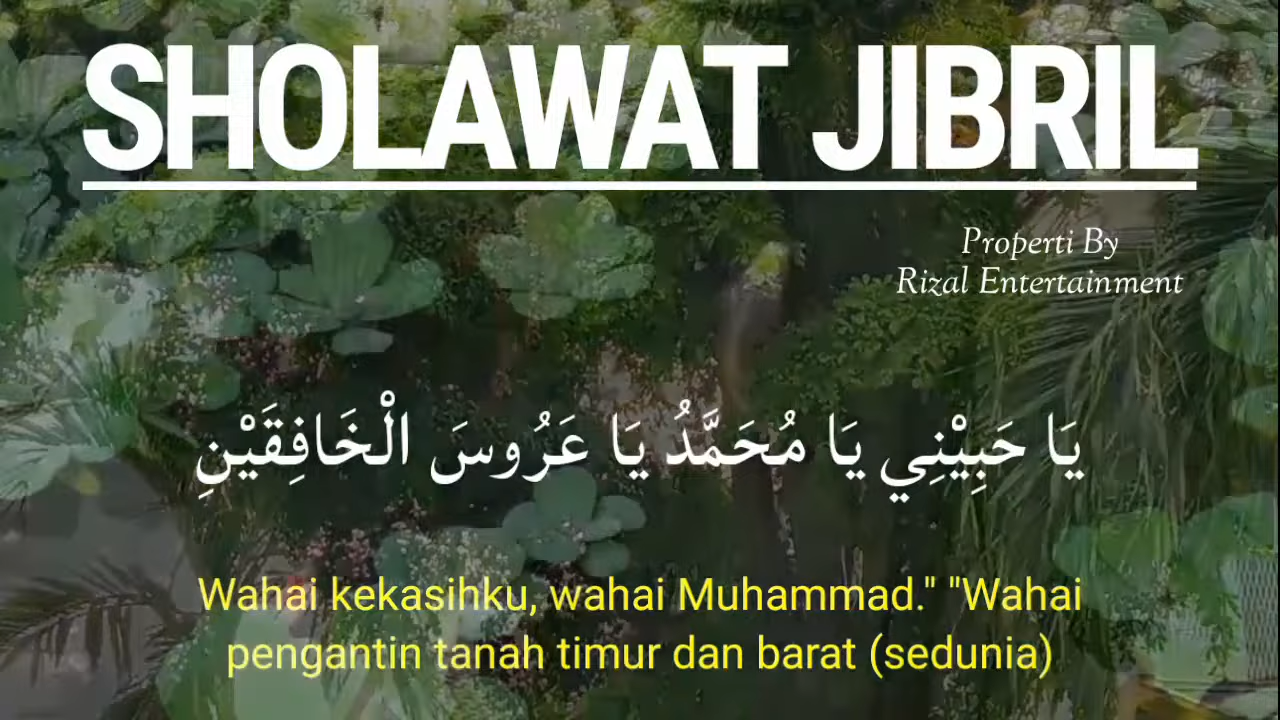 SHOLAWAT JIBRIL
Properti By
Rizal Entertainment
يَا حَبِيْنِي يَا مُحَمَّدُ يَا عَرُوسَ الْخَافِقَيْنِ
Wahai kekasihku, wahai Muhammad." "Wahai
pengantin tanah timur dan barat (sedunia)